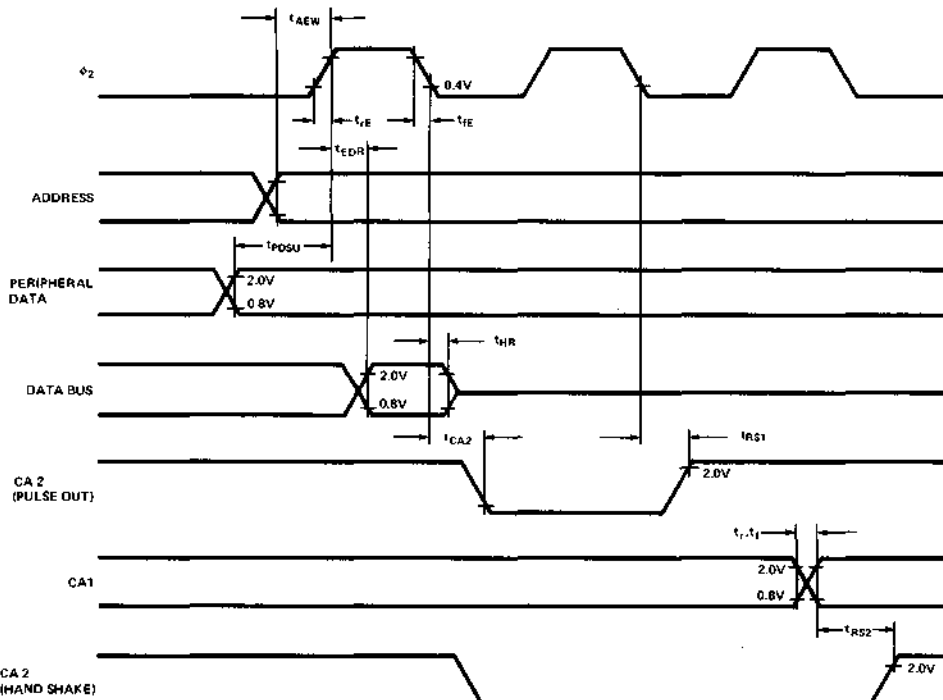 tAEW
ϕ2
0.4V
trE
tfE
tEDR
ADDRESS
tPDSU
PERIPHERAL
DATA
2.0V
0.8V
tHR
DATA BUS
2.0V
0.8V
tCA2
tRS1
CA 2
(PULSE OUT)
2.0V
tr,tf
CA1
2.0V
0.8V
tRS2
CA 2
(HAND SHAKE)
2.0V